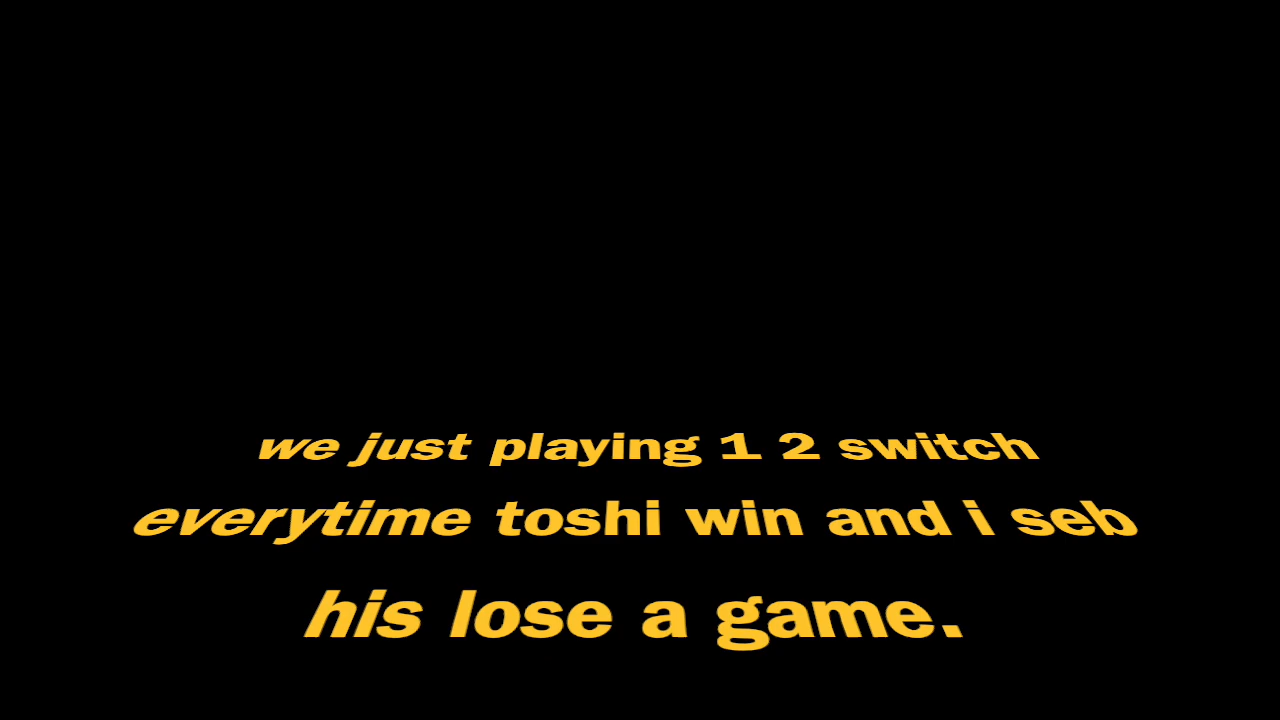 we just playing 1 2 switch
everytime toshi win and i seb
his lose a game.